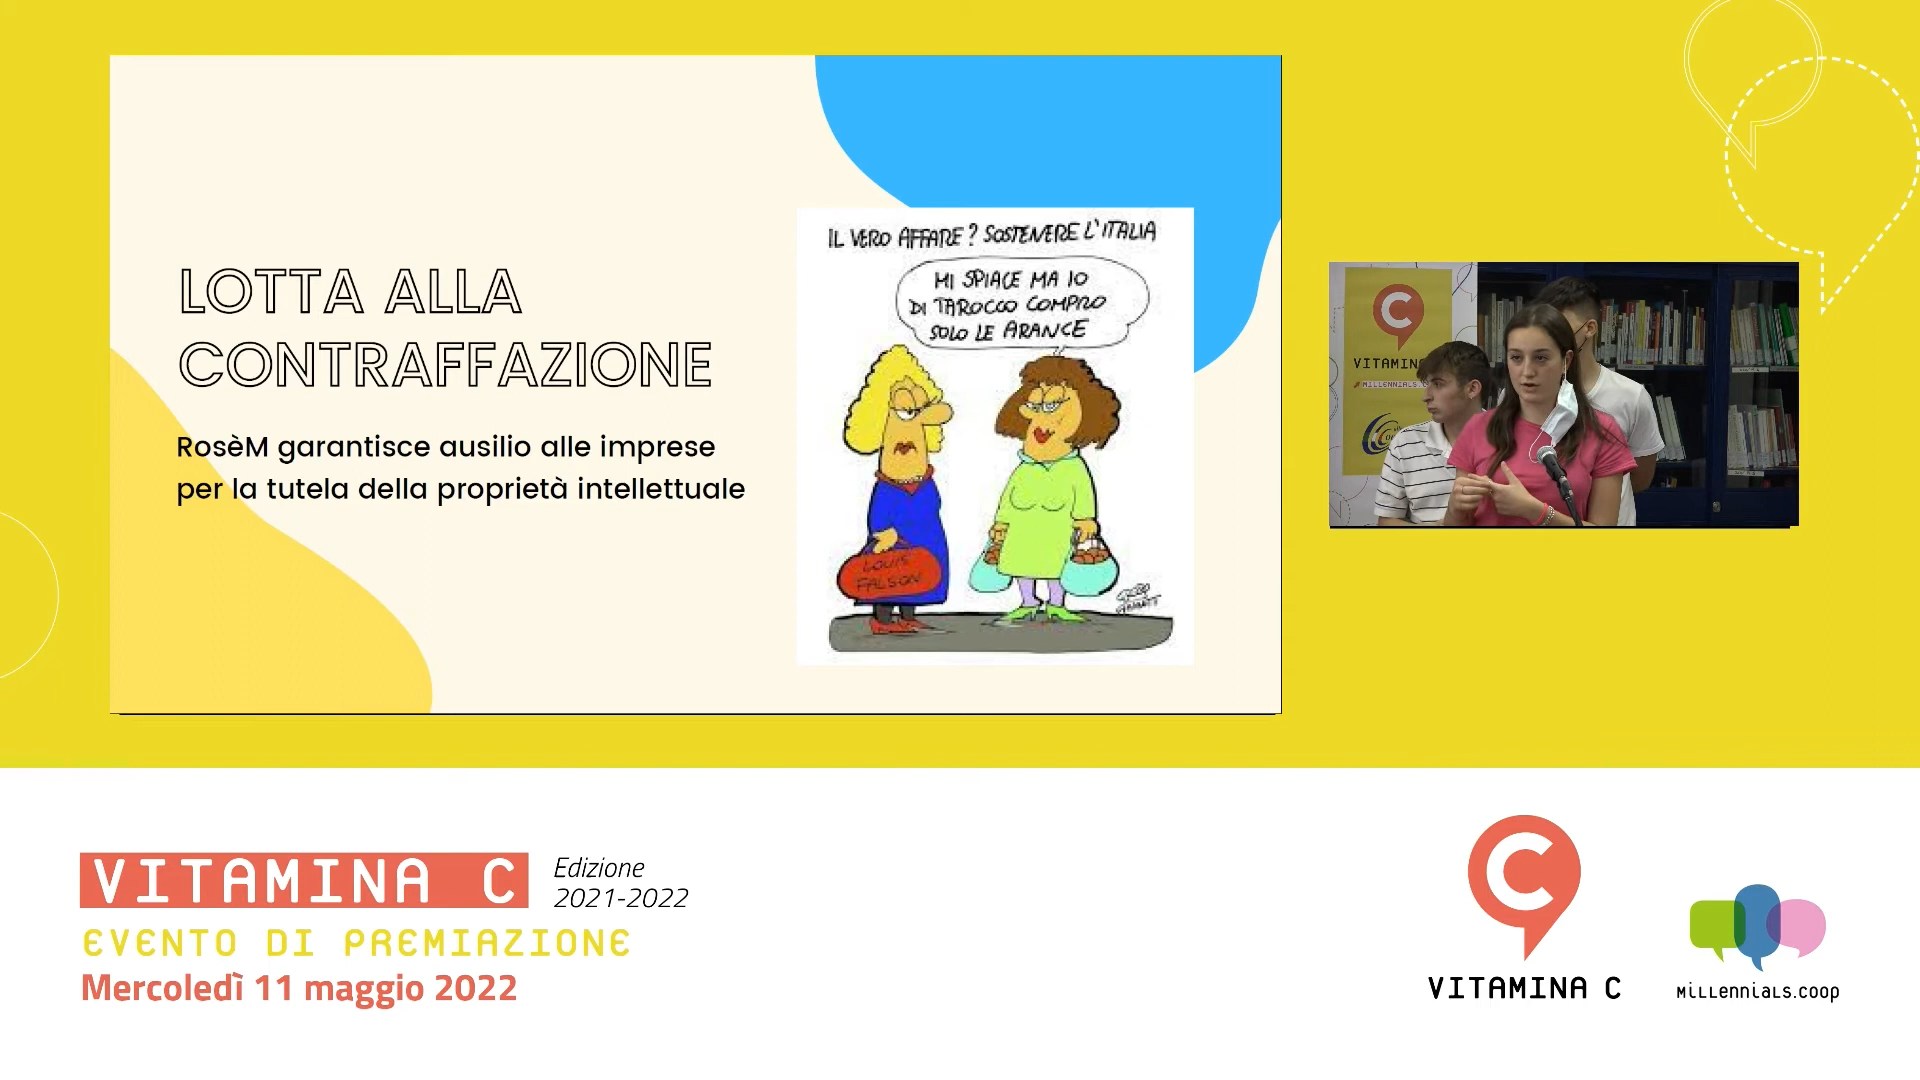 LOTTA ALLA
CONTRAFFAZIONE
RosèM garantisce ausilio alle imprese
per la tutela della proprietà intellettuale
IL VERO AFFARE? SOSTENERE L'ITALIA
MI SPIACE MA IO
DI TAROCCO COMPRO
SOLO LE ARANCE
LOUIS
FALSON
C
VITAMIN
MILLENNIALS.C
VITAMINA C
Edizione
2021-2022
EVENTO DI PREMIAZIONE
Mercoledì 11 maggio 2022
C
VITAMINA C
MiLLENNiALS.COOP